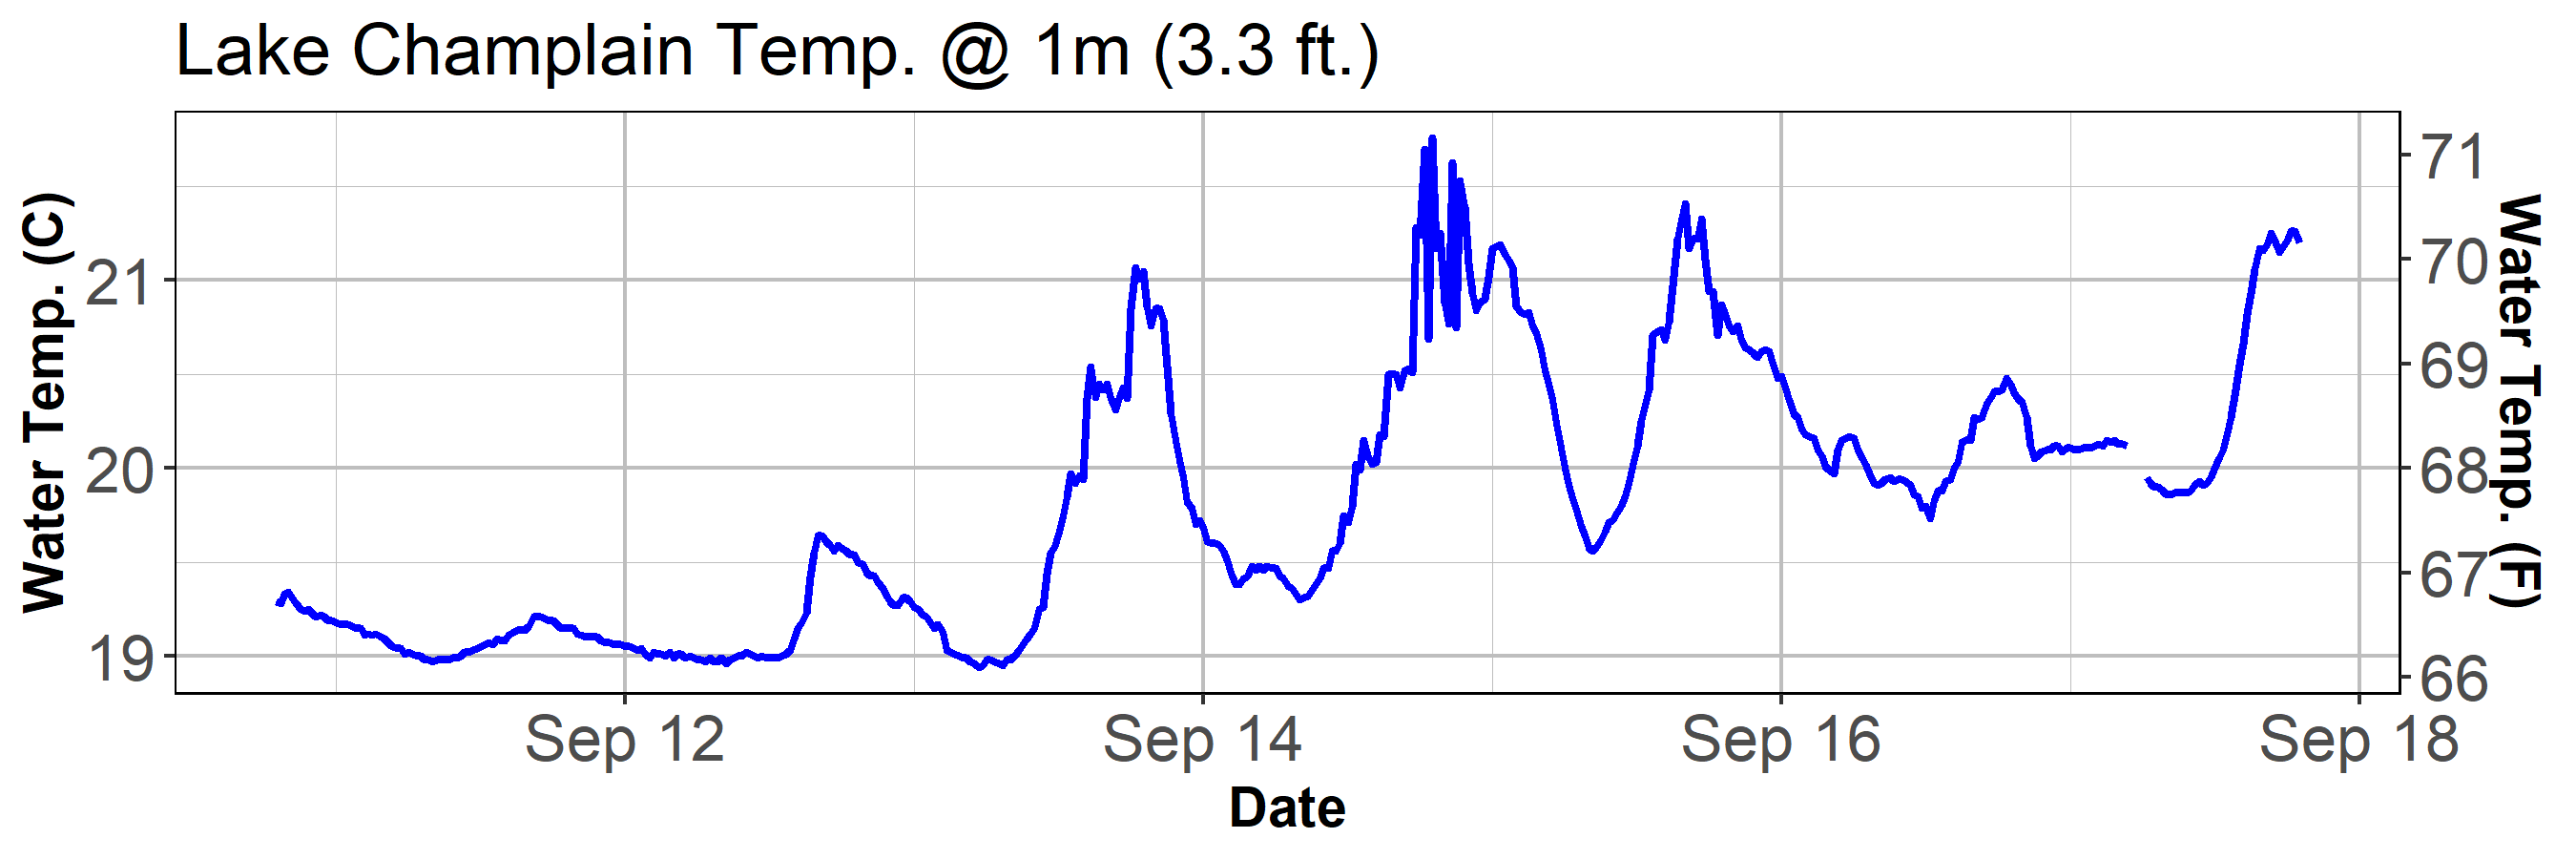 Lake Champlain Temp. @ 1m (3.3 ft.)
Water Temp. (C)
21
20
19
71
70
69
68
67
66
Water Temp. (F)
Sep 12
Sep 14
Sep 16
Sep 18
Date